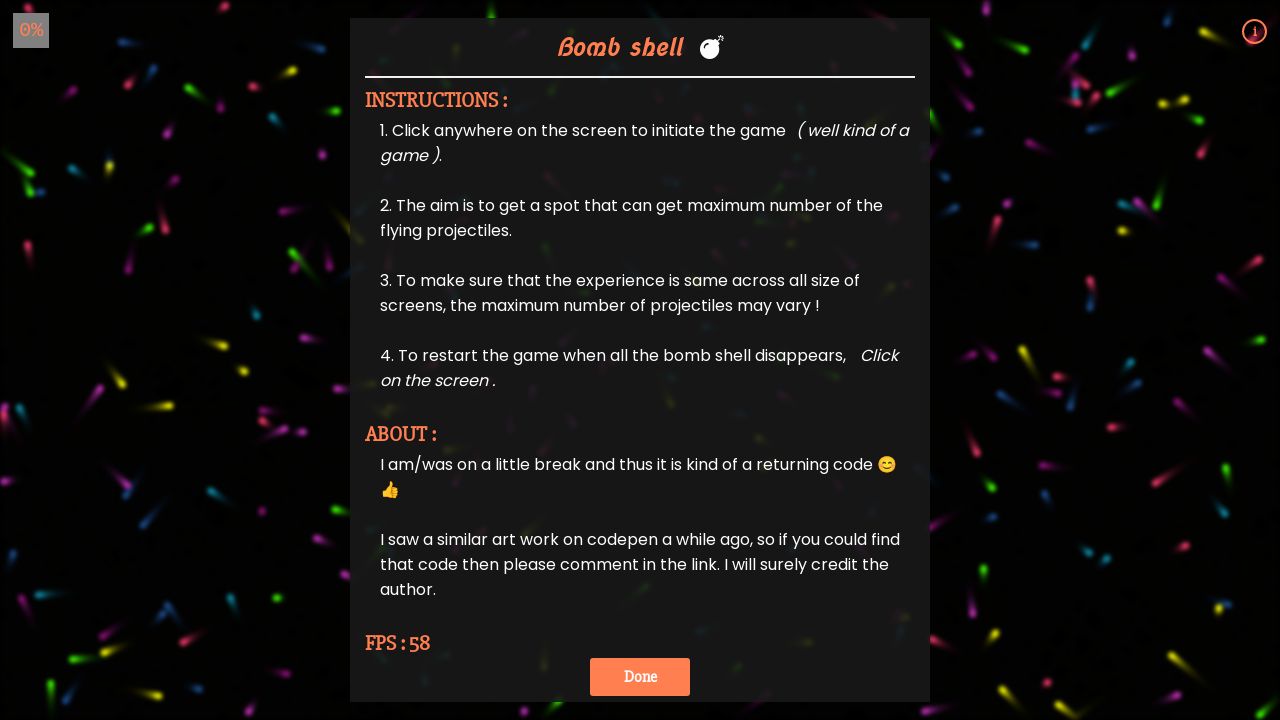 0%
i
Bomb shell 💣
INSTRUCTIONS :
1. Click anywhere on the screen to initiate the game ( well kind of a
game ).
2. The aim is to get a spot that can get maximum number of the
flying projectiles.
3. To make sure that the experience is same across all size of
screens, the maximum number of projectiles may vary !
4. To restart the game when all the bomb shell disappears, Click
on the screen .
ABOUT :
I am/was on a little break and thus it is kind of a returning code 😊
👍
I saw a similar art work on codepen a while ago, so if you could find
that code then please comment in the link. I will surely credit the
author.
FPS : 58
Done